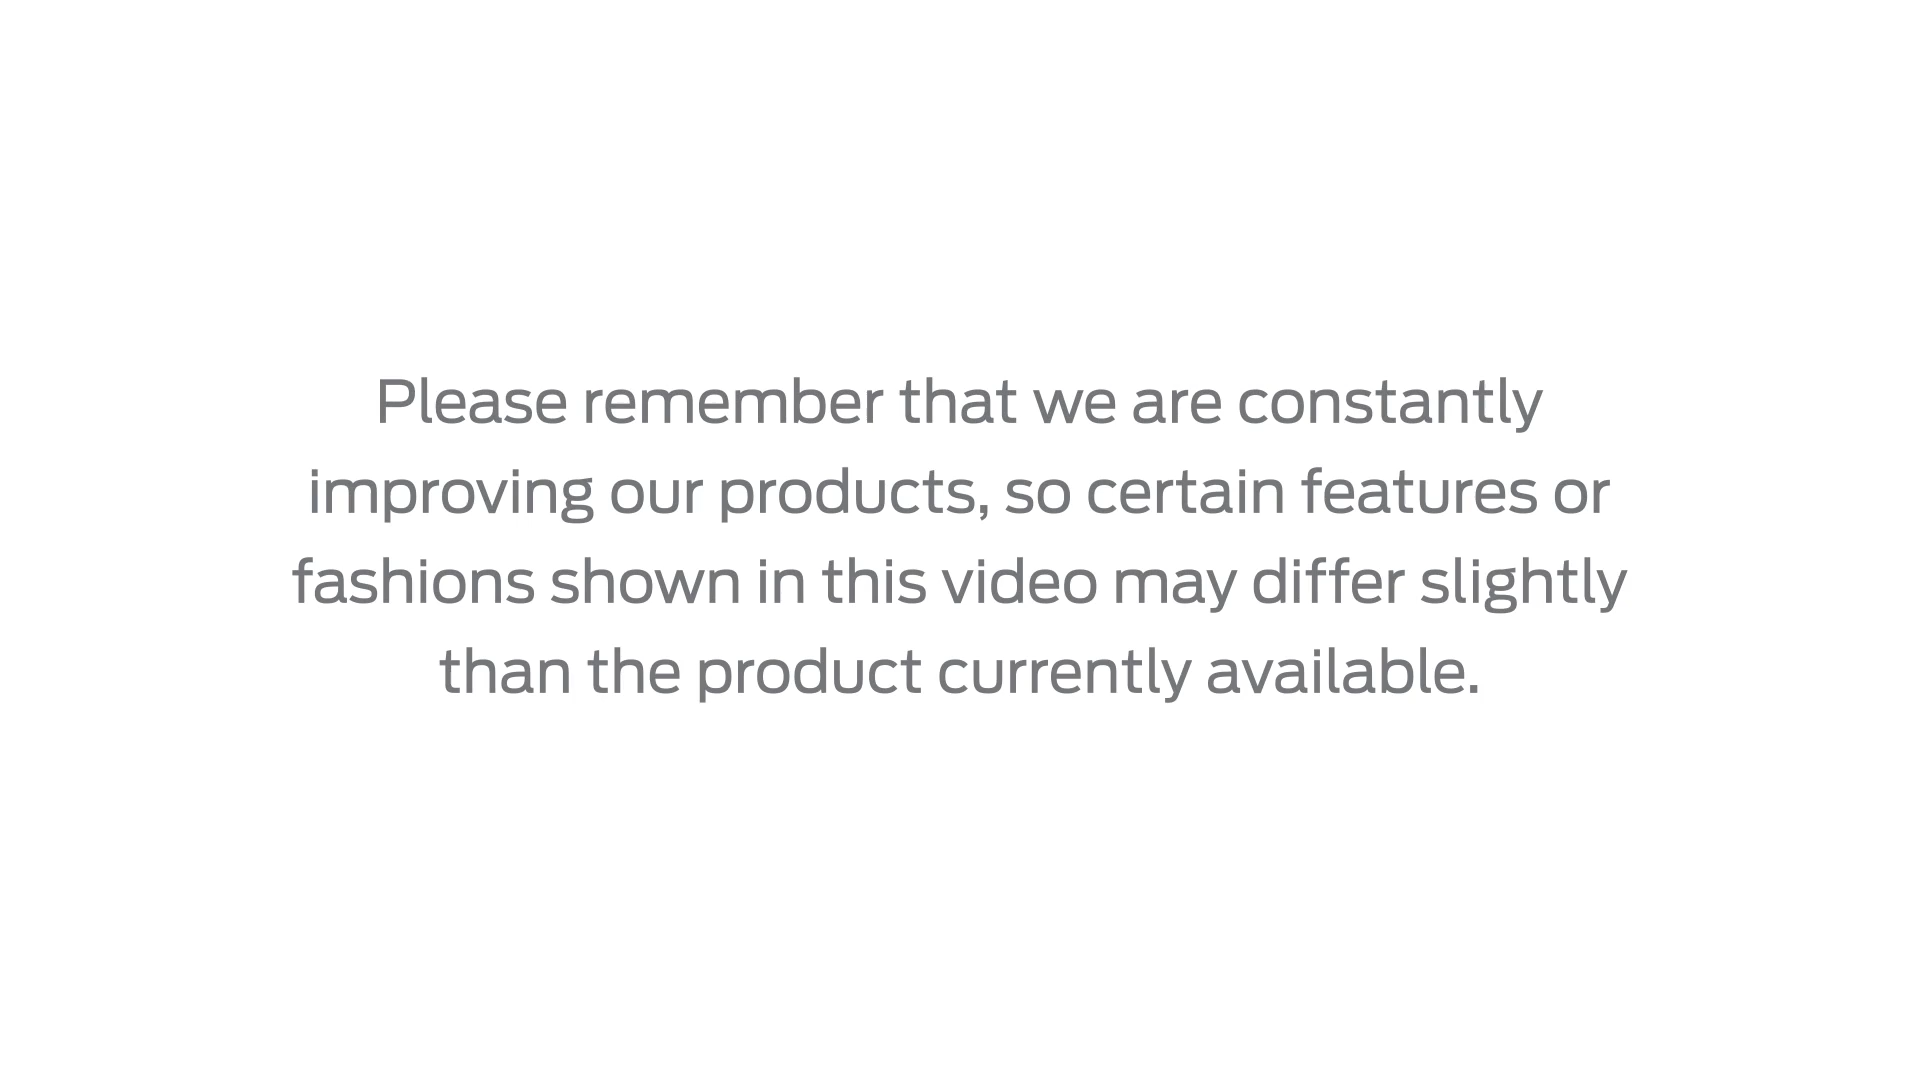 Please remember that we are constantly
improving our products, so certain features or
fashions shown in this video may differ slightly
than the product currently available.